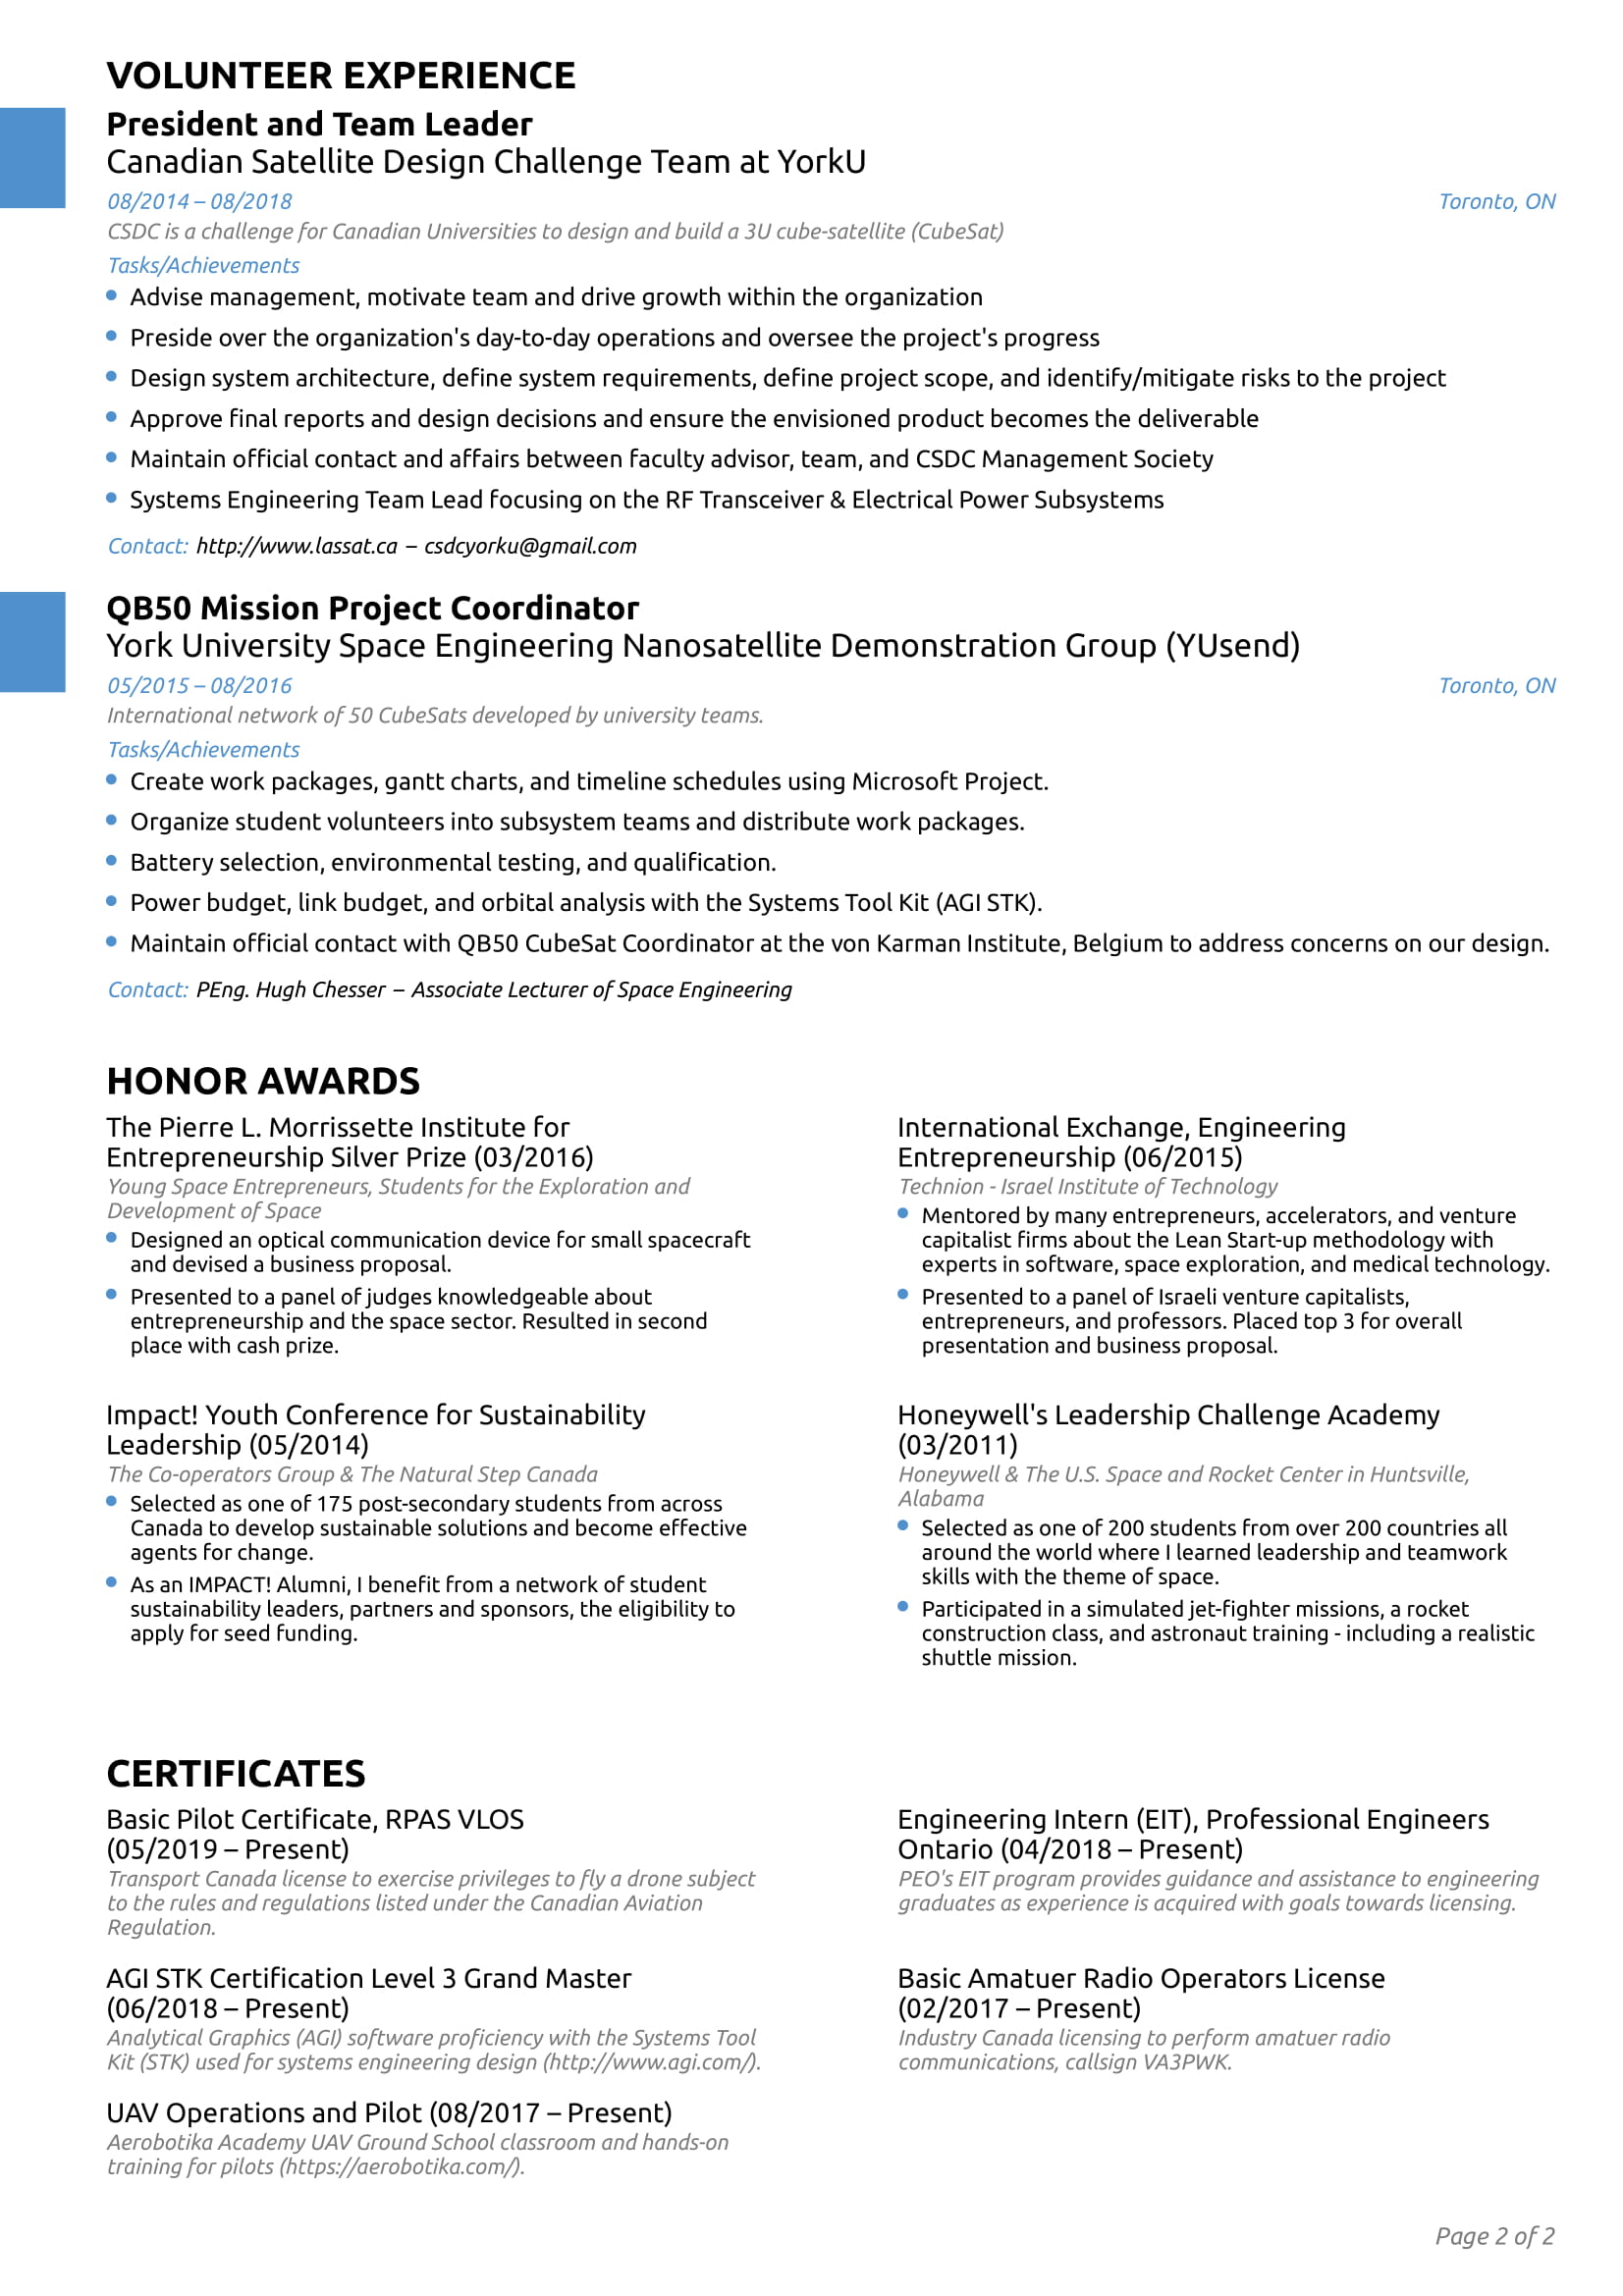 VOLUNTEER EXPERIENCE
President and Team Leader
Canadian Satellite Design Challenge Team at YorkU
08/2014 – 08/2018
Toronto, ON
CSDC is a challenge for Canadian Universities to design and build a 3U cube-satellite (CubeSat)
Tasks/Achievements
Advise management, motivate team and drive growth within the organization
Preside over the organization's day-to-day operations and oversee the project's progress
Design system architecture, define system requirements, define project scope, and identify/mitigate risks to the project
Approve final reports and design decisions and ensure the envisioned product becomes the deliverable
Maintain official contact and affairs between faculty advisor, team, and CSDC Management Society
Systems Engineering Team Lead focusing on the RF Transceiver & Electrical Power Subsystems
Contact: http://www.lassat.ca – csdcyorku@gmail.com
QB50 Mission Project Coordinator
York University Space Engineering Nanosatellite Demonstration Group (YUsend)
05/2015 – 08/2016
Toronto, ON
International network of 50 CubeSats developed by university teams.
Tasks/Achievements
Create work packages, gantt charts, and timeline schedules using Microsoft Project.
Organize student volunteers into subsystem teams and distribute work packages.
Battery selection, environmental testing, and qualification.
Power budget, link budget, and orbital analysis with the Systems Tool Kit (AGI STK).
Maintain official contact with QB50 CubeSat Coordinator at the von Karman Institute, Belgium to address concerns on our design.
Contact: PEng. Hugh Chesser – Associate Lecturer of Space Engineering
HONOR AWARDS
The Pierre L. Morrissette Institute for
Entrepreneurship Silver Prize (03/2016)
Young Space Entrepreneurs, Students for the Exploration and
Development of Space
Designed an optical communication device for small spacecraft
and devised a business proposal.
Presented to a panel of judges knowledgeable about
entrepreneurship and the space sector. Resulted in second
place with cash prize.
International Exchange, Engineering
Entrepreneurship (06/2015)
Technion - Israel Institute of Technology
Mentored by many entrepreneurs, accelerators, and venture
capitalist firms about the Lean Start-up methodology with
experts in software, space exploration, and medical technology.
Presented to a panel of Israeli venture capitalists,
entrepreneurs, and professors. Placed top 3 for overall
presentation and business proposal.
Impact! Youth Conference for Sustainability
Leadership (05/2014)
The Co-operators Group & The Natural Step Canada
Selected as one of 175 post-secondary students from across
Canada to develop sustainable solutions and become effective
agents for change.
As an IMPACT! Alumni, I benefit from a network of student
sustainability leaders, partners and sponsors, the eligibility to
apply for seed funding.
Honeywell's Leadership Challenge Academy
(03/2011)
Honeywell & The U.S. Space and Rocket Center in Huntsville,
Alabama
Selected as one of 200 students from over 200 countries all
around the world where I learned leadership and teamwork
skills with the theme of space.
Participated in a simulated jet-fighter missions, a rocket
construction class, and astronaut training - including a realistic
shuttle mission.
CERTIFICATES
Basic Pilot Certificate, RPAS VLOS
(05/2019 – Present)
Transport Canada license to exercise privileges to fly a drone subject
to the rules and regulations listed under the Canadian Aviation
Regulation.
Engineering Intern (EIT), Professional Engineers
Ontario (04/2018 – Present)
PEO's EIT program provides guidance and assistance to engineering
graduates as experience is acquired with goals towards licensing.
AGI STK Certification Level 3 Grand Master
(06/2018 – Present)
Analytical Graphics (AGI) software proficiency with the Systems Tool
Kit (STK) used for systems engineering design (http://www.agi.com/).
Basic Amatuer Radio Operators License
(02/2017 – Present)
Industry Canada licensing to perform amatuer radio
communications, callsign VA3PWK.
UAV Operations and Pilot (08/2017 – Present)
Aerobotika Academy UAV Ground School classroom and hands-on
training for pilots (https://aerobotika.com/).
Page 2 of 2